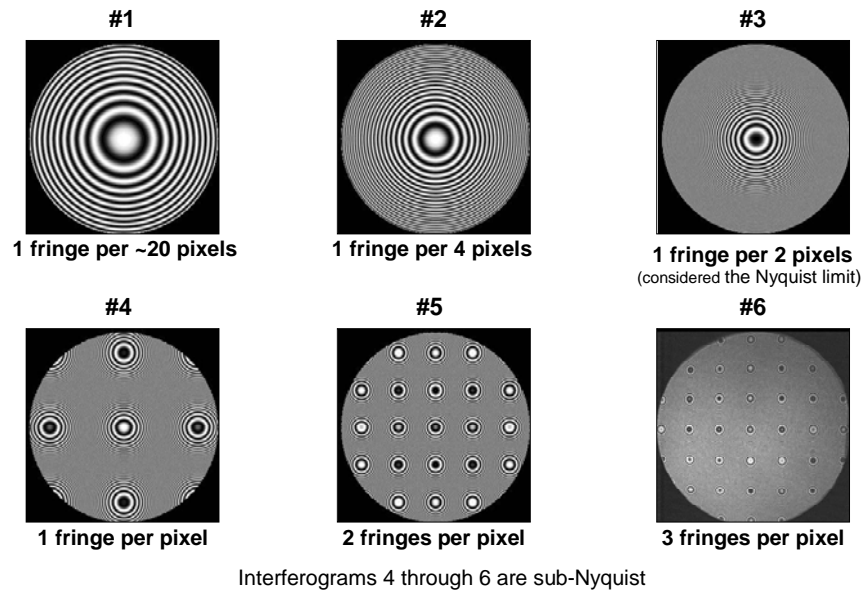 #1
#2
#3
1 fringe per ~20 pixels
1 fringe per 4 pixels
1 fringe per 2 pixels
(considered the Nyquist limit)
#4
#5
#6
1 fringe per pixel
2 fringes per pixel
3 fringes per pixel
Interferograms 4 through 6 are sub-Nyquist